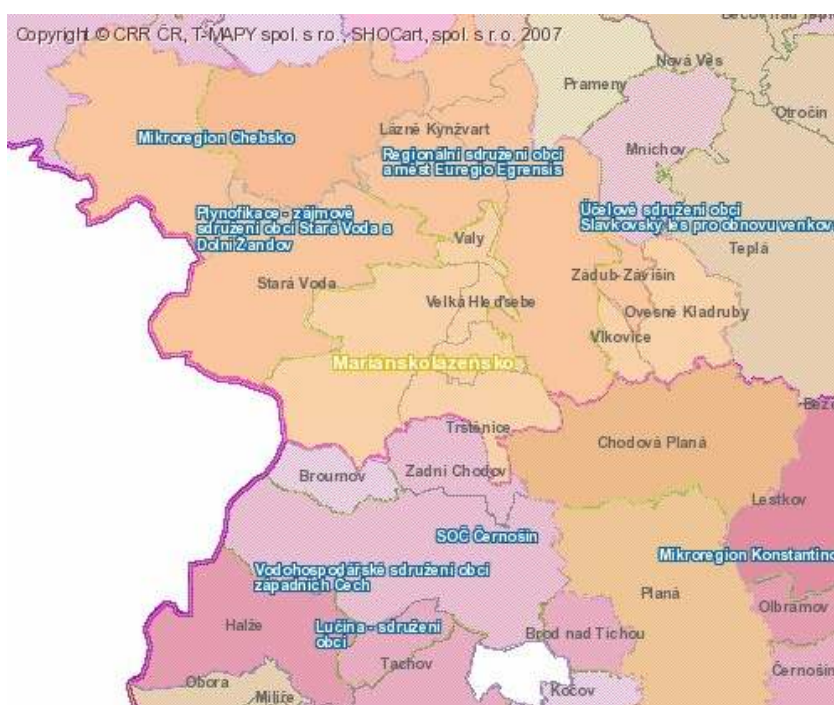 Copyright © CRR ČR, T-MAPY spol. s r.o., SHOCart, spol. s r.o. 2007
Nová Ves
Prameny
Otročin
Lázně Kynžvart
Mikroregion Chebsko
Mnichov
Regionální sdružení obcí
a měst Euregio Egrensis
Plynofikace - zájmové
sdružení obcí Stará Voda a
Dolní Žandov
Účelové sdružení obcí
Slavkovský les pro obnovu venkov
Valy
Teplá
Stará Voda
Zádub-Závišín
Velká Hleďsebe
Ovesné Kladruby
Vlkovice
Mariánskolázeňsko
Trstěnice
Chodová Planá
Broumov
Zadní Chodov
Lestkov
SOČ Černošín
Mikroregion Konstantino
Vodohospodářské sdružení obcí
západních Čech
Planá
Olbramov
Halže
Lučina - sdružení
obcí
Brod nad Tichou
Tachov
Černošín
Obora
Milíře
Kočov